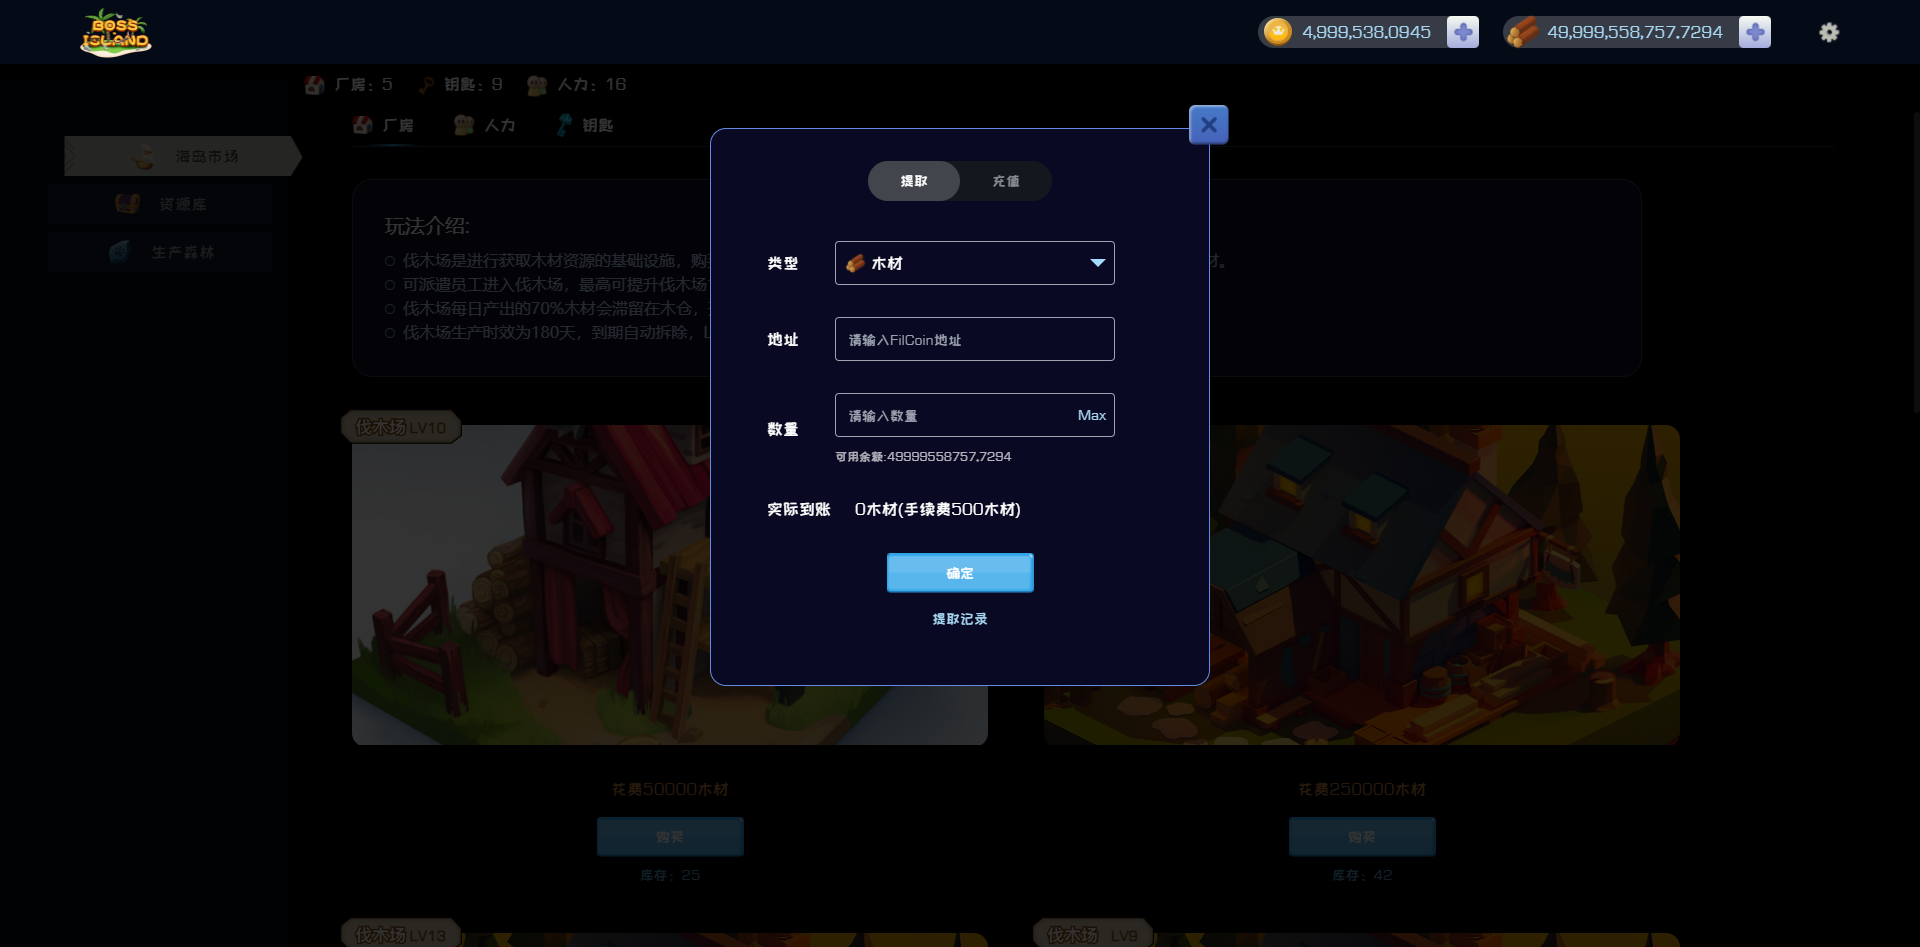 BOSS ISLAND
4,999,538.0945
49,999,558,757.7294
厂房：5 钥匙：9 人力：16
厂房 人力 钥匙
海岛市场
资源库
生产森林
玩法介绍:
伐木场是进行获取木材资源的基础设施，购
材。
可派遣员工进入伐木场，最高可提升伐木场
伐木场每日产出的70%木材会滞留在木仓，
伐木场生产时效为180天，到期自动拆除，
提取 充值
类型 木材
地址 请输入FilCoin地址
数量 请输入数量 Max
可用余额:49999558757.7294
实际到账 0木材(手续费500木材)
确定
提取记录
伐木场 LV10
花费50000木材
购买
库存：25
花费250000木材
购买
库存：42
伐木场 LV13
伐木场 LV9